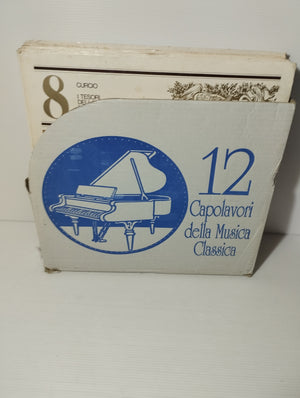 8
CURCIO
I TESORI
12
Capolavori
della Musica
Classica